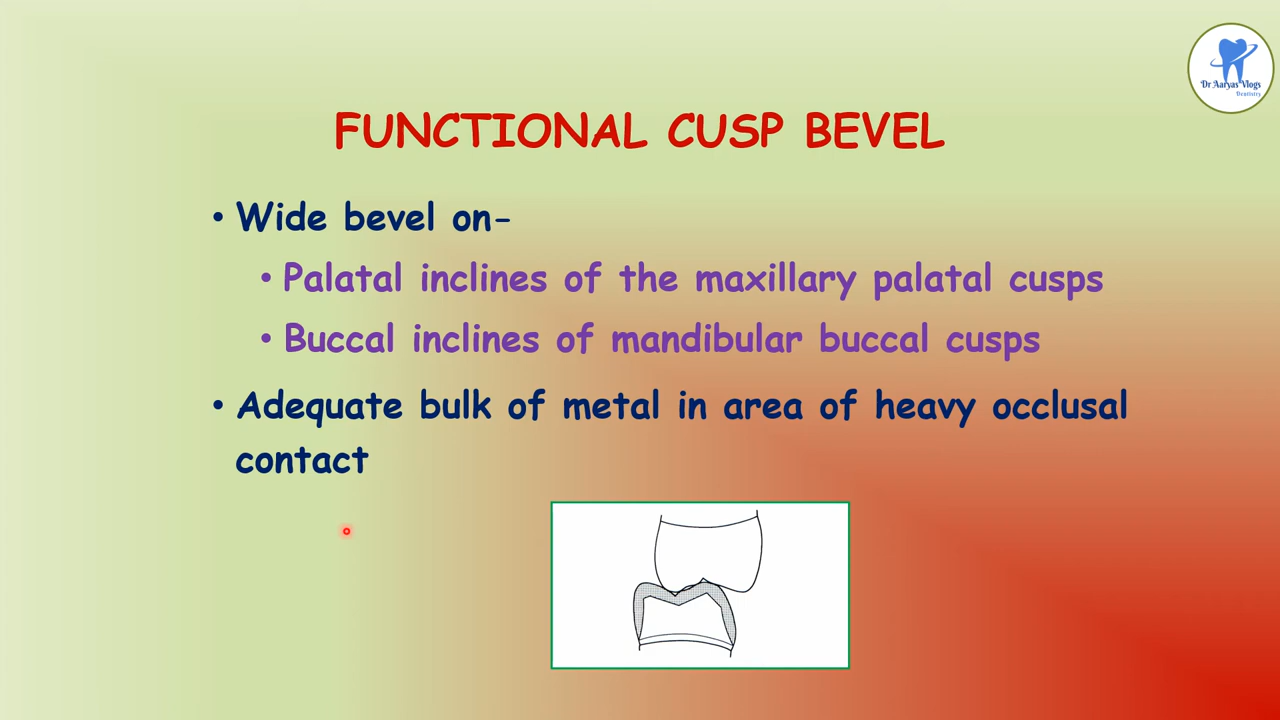 Dr Aaryas Vlogs
Dentistry
FUNCTIONAL CUSP BEVEL
• Wide bevel on-
• Palatal inclines of the maxillary palatal cusps
• Buccal inclines of mandibular buccal cusps
• Adequate bulk of metal in area of heavy occlusal
contact